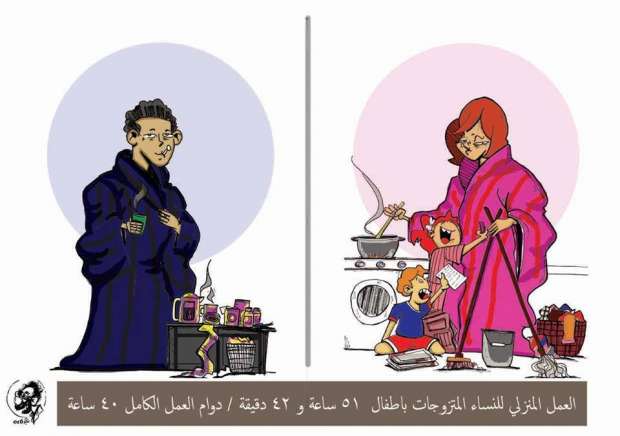 العمل المنزلي للنساء المتزوجات باطفال ٥١ ساعة و ٤٢ دقيقة / دوام العمل الكامل ٤٠ ساعة